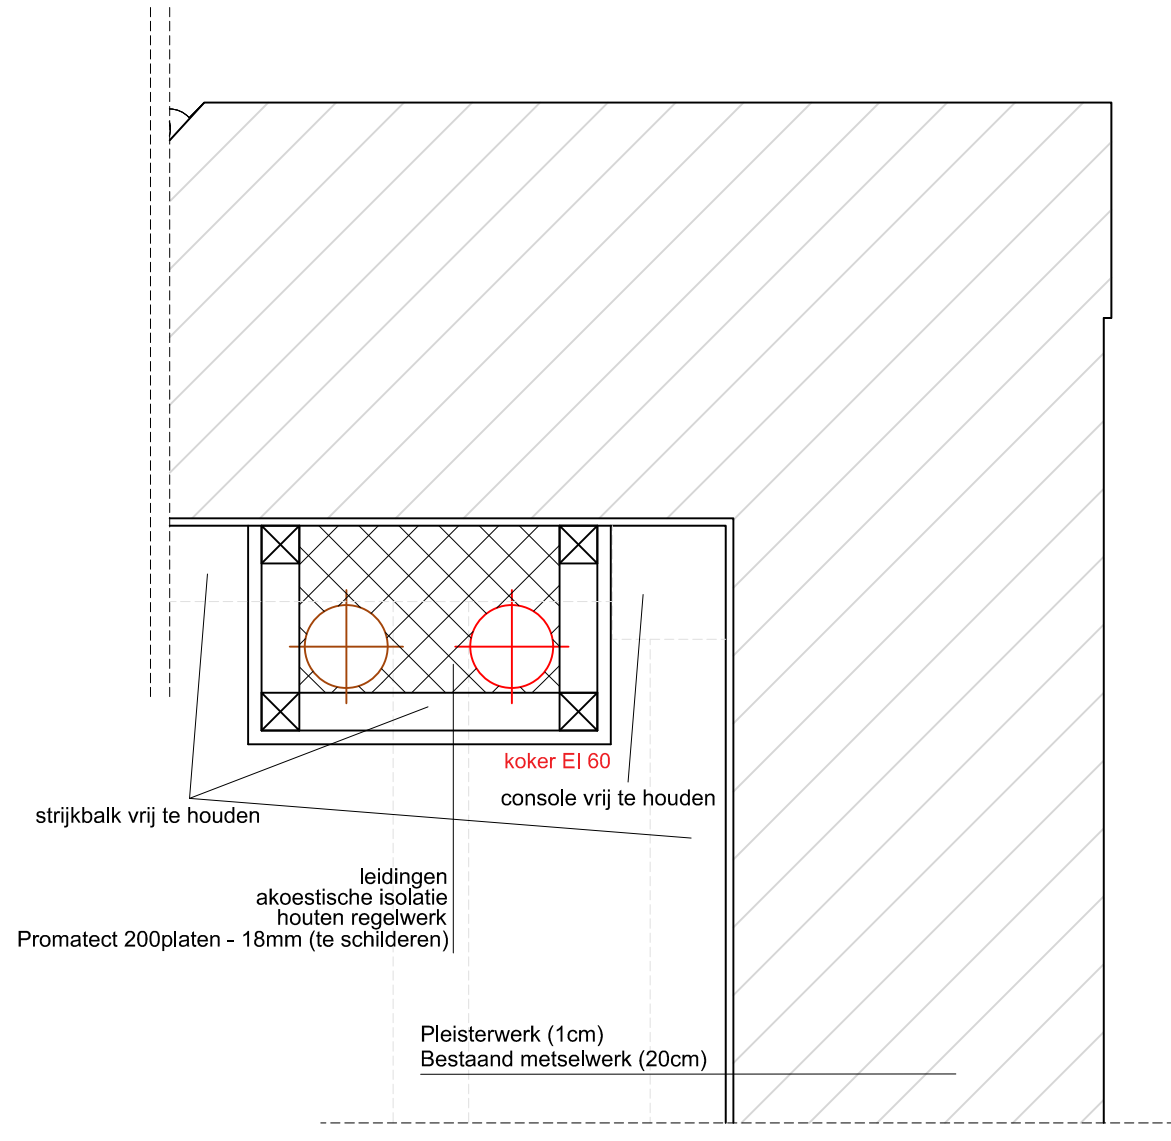 koker EI 60
console vrij te houden
strijkbalk vrij te houden
leidingen
akoestische isolatie
houten regelwerk
Promatect 200platen - 18mm (te schilderen)
Pleisterwerk (1cm)
Bestaand metselwerk (20cm)